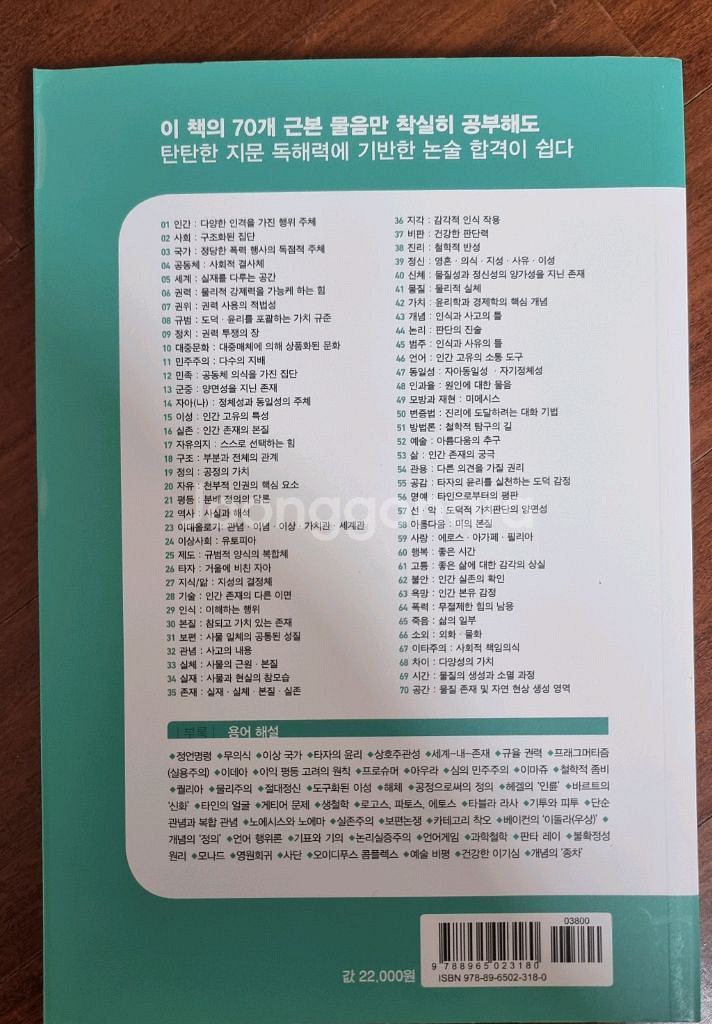 이 책의 70개 근본 물음만 착실히 공부해도
탄탄한 지문 독해력에 기반한 논술 합격이 쉽다
01 인간 : 다양한 인격을 가진 행위 주체
02 사회 : 구조화된 집단
03 국가 : 정당한 폭력 행사의 독점적 주체
04 공동체 : 사회적 결사체
05 세계 : 실재를 다루는 공간
06 권력 : 물리적 강제력을 가능케 하는 힘
07 권위 : 권력 사용의 적법성
08 규범 : 도덕 · 윤리를 포괄하는 가치 규준
09 정치 : 권력 투쟁의 장
10 대중문화 : 대중매체에 의해 상품화된 문화
11 민주주의 : 다수의 지배
12 민족 : 공동체 의식을 가진 집단
13 군중 : 양면성을 지닌 존재
14 자아(나) : 정체성과 동일성의 주체
15 이성 : 인간 고유의 특성
16 실존 : 인간 존재의 본질
17 자유의지 : 스스로 선택하는 힘
18 구조 : 부분과 전체의 관계
19 정의 : 공정의 가치
20 자유 : 천부적 인권의 핵심 요소
21 평등 : 분배 정의의 담론
22 역사 : 사실과 해석
23 이데올로기 : 관념 · 이념 · 이상 · 가치관 · 세계관
24 이상사회 : 유토피아
25 제도 : 규범적 양식의 복합체
26 타자 : 거울에 비친 자아
27 지식/앎 : 지성의 결정체
28 기술 : 인간 존재의 다른 이면
29 인식 : 이해하는 행위
30 본질 : 참되고 가치 있는 존재
31 보편 : 사물 일체의 공통된 성질
32 관념 : 사고의 내용
33 실체 : 사물의 근원 · 본질
34 실재 : 사물과 현실의 참모습
35 존재 : 실재 · 실체 · 본질 · 실존
36 지각 : 감각적 인식 작용
37 비판 : 건강한 판단력
38 진리 : 철학적 반성
39 정신 : 영혼 · 의식 · 지성 · 사유 · 이성
40 신체 : 물질성과 정신성의 양가성을 지닌 존재
41 물질 : 물리적 실체
42 가치 : 윤리학과 경제학의 핵심 개념
43 개념 : 인식과 사고의 틀
44 논리 : 판단의 진술
45 범주 : 인식과 사유의 틀
46 언어 : 인간 고유의 소통 도구
47 동일성 : 자아동일성 · 자기정체성
48 인과율 : 원인에 대한 물음
49 모방과 재현 : 미메시스
50 변증법 : 진리에 도달하려는 대화 기법
51 방법론 : 철학적 탐구의 길
52 예술 : 아름다움의 추구
53 삶 : 인간 존재의 궁극
54 관용 : 다른 의견을 가질 권리
55 공감 : 타자의 윤리를 실천하는 도덕 감정
56 명예 : 타인으로부터의 평판
57 선 · 악 : 도덕적 가치판단의 양면성
58 아름다움 : 미의 본질
59 사랑 : 에로스 · 아가페 · 필리아
60 행복 : 좋은 시간
61 고통 : 좋은 삶에 대한 감각의 상실
62 불안 : 인간 실존의 확인
63 욕망 : 인간 본유 감정
64 폭력 : 무절제한 힘의 남용
65 죽음 : 삶의 일부
66 소외 : 외화 · 물화
67 이타주의 : 사회적 책임의식
68 차이 : 다양성의 가치
69 시간 : 물질의 생성과 소멸 과정
70 공간 : 물질 존재 및 자연 현상 생성 영역
| 부록 | 용어 해설
◆정언명령 ◆무의식 ◆이상 국가 ◆타자의 윤리 ◆상호주관성 ◆세계-내-존재 ◆규율 권력 ◆프래그머티즘
(실용주의) ◆이데아 ◆이익 평등 고려의 원칙 ◆프로슈머 ◆아우라 ◆심의 민주주의 ◆이마쥬 ◆철학적 좀비
◆퀄리아 ◆물리주의 ◆절대정신 ◆도구화된 이성 ◆해체 ◆공정으로써의 정의 ◆헤겔의 '인륜' ◆바르트의
'신화' ◆타인의 얼굴 ◆게티어 문제 ◆생철학 ◆로고스, 파토스, 에토스 ◆타블라 라사 ◆기투와 피투 ◆단순
관념과 복합 관념 ◆노에시스와 노에마 ◆실존주의 ◆보편논쟁 ◆카테고리 착오 ◆베이컨의 '이돌라(우상)' ◆
개념의 '정의' ◆언어 행위론 ◆기표와 기의 ◆논리실증주의 ◆언어게임 ◆과학철학 ◆판타 레이 ◆불확정성
원리 ◆모나드 ◆영원회귀 ◆사단 ◆오이디푸스 콤플렉스 ◆예술 비평 ◆건강한 이기심 ◆개념의 '종차'
값 22,000원
03800
9 788965 023180
ISBN 978-89-6502-318-0